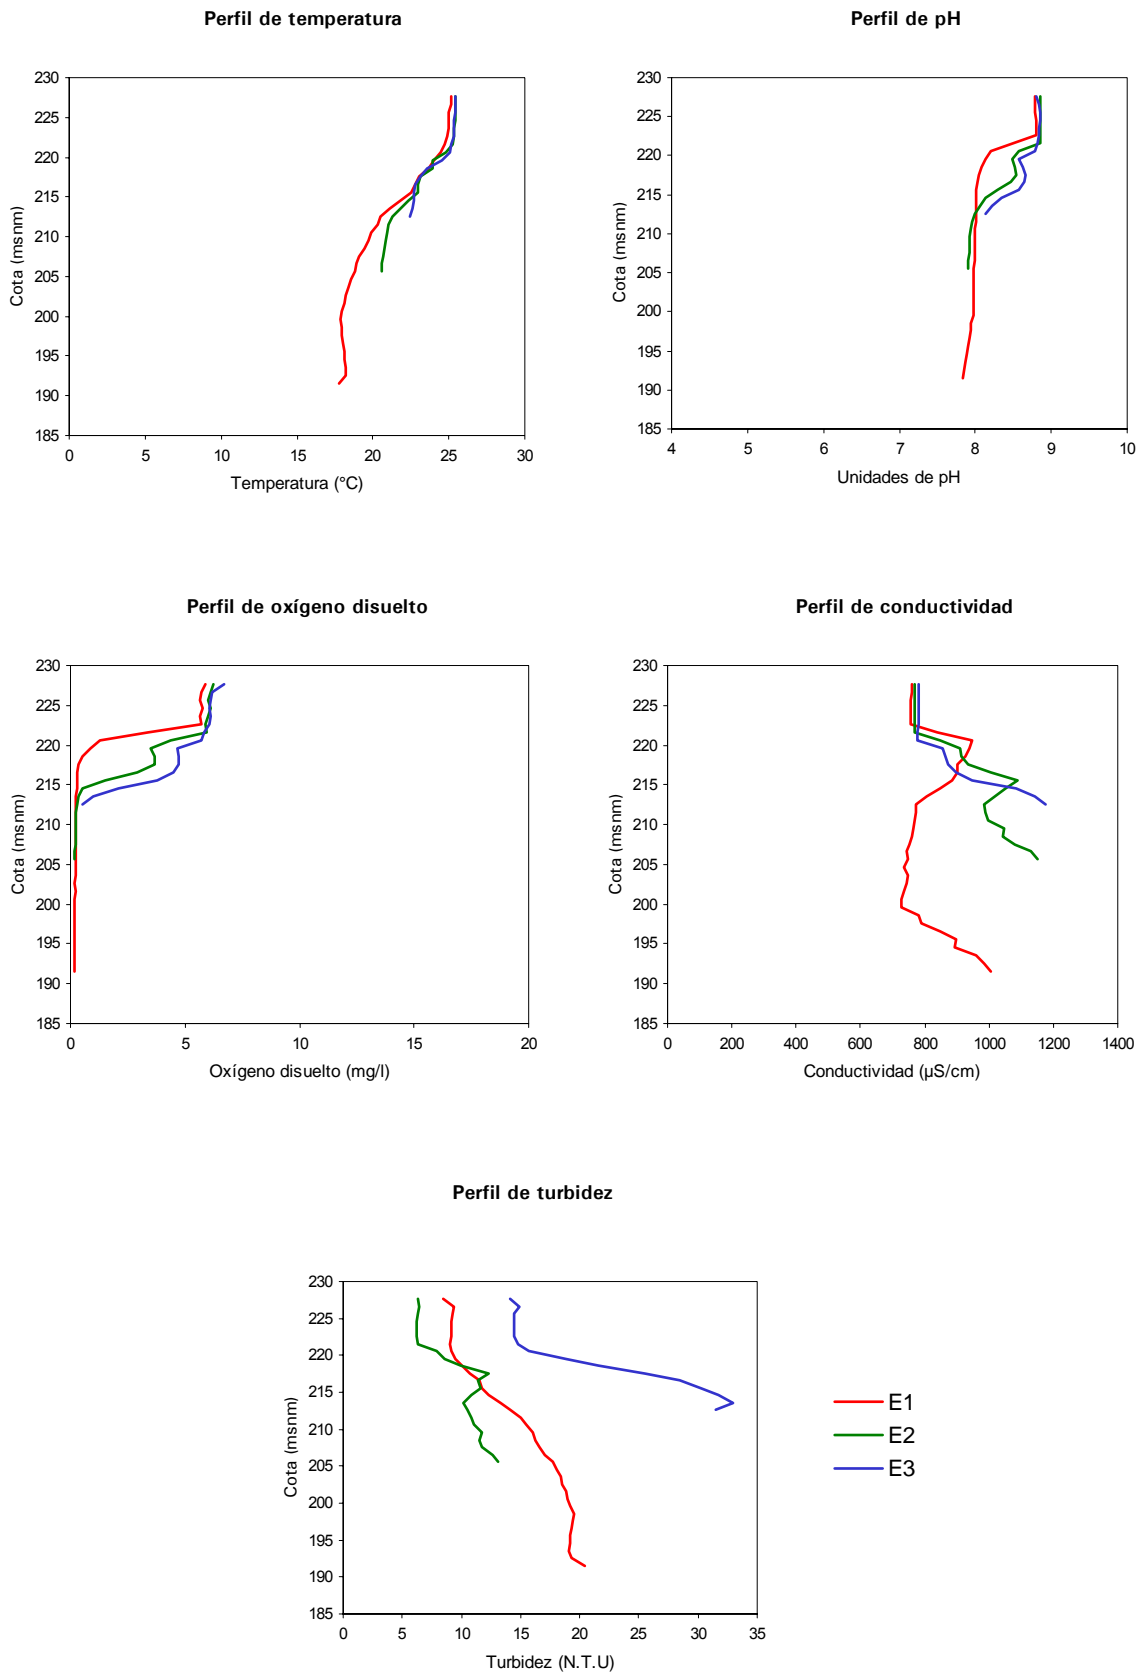 Perfil de temperatura
Perfil de pH
230
225
220
215
210
205
200
195
190
185
Cota (msnm)
0 5 10 15 20 25 30
Temperatura (°C)
230
225
220
215
210
205
200
195
190
185
Cota (msnm)
4 5 6 7 8 9 10
Unidades de pH
Perfil de oxígeno disuelto
Perfil de conductividad
230
225
220
215
210
205
200
195
190
185
Cota (msnm)
0 5 10 15 20
Oxígeno disuelto (mg/l)
230
225
220
215
210
205
200
195
190
185
Cota (msnm)
0 200 400 600 800 1000 1200 1400
Conductividad (µS/cm)
Perfil de turbidez
230
225
220
215
210
205
200
195
190
185
Cota (msnm)
0 5 10 15 20 25 30 35
Turbidez (N.T.U)
E1
E2
E3